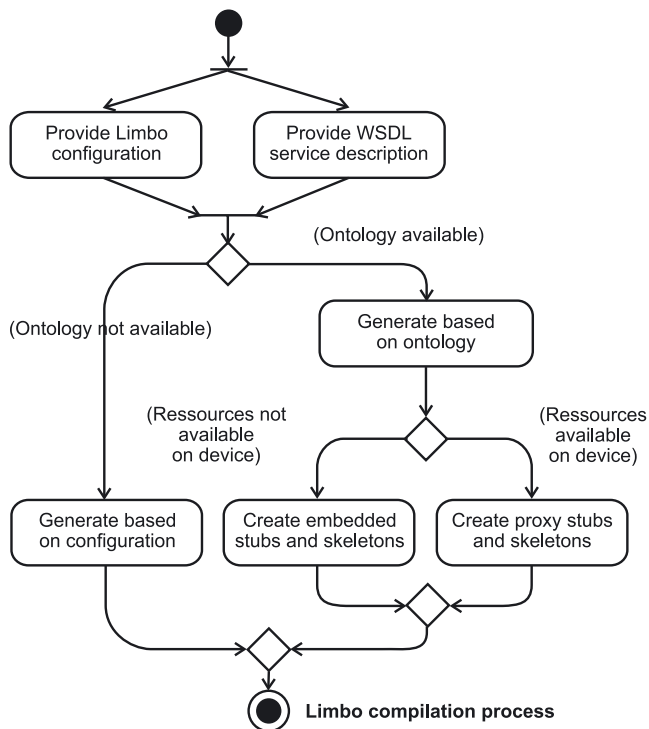 Provide Limbo
configuration
Provide WSDL
service description
(Ontology available)
(Ontology not available)
Generate based
on ontology
(Ressources not
available
on device)
(Ressources
available
on device)
Generate based
on configuration
Create embedded
stubs and skeletons
Create proxy stubs
and skeletons
Limbo compilation process